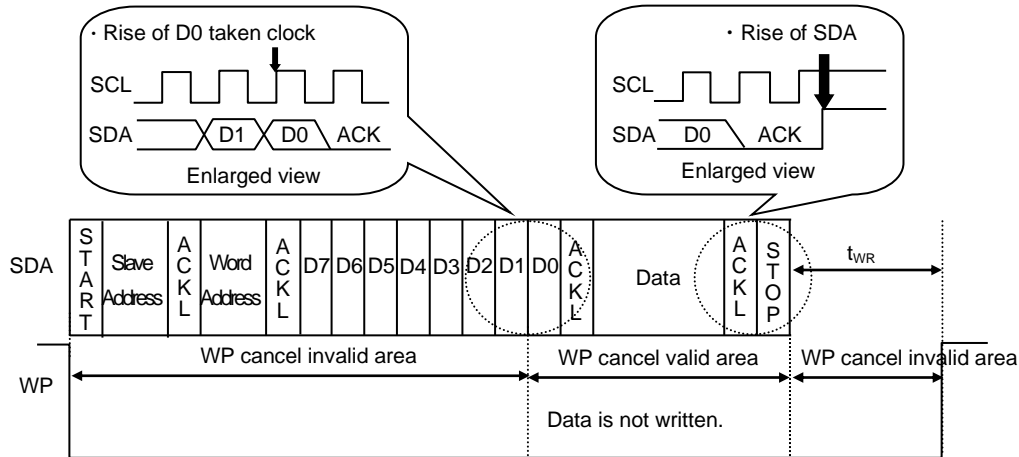 · Rise of D0 taken clock
SCL
SDA D1 D0 ACK
Enlarged view
· Rise of SDA
SCL
SDA D0 ACK
Enlarged view
SDA START Slave Address ACKL Word Address ACKL D7 D6 D5 D4 D3 D2 D1 D0 ACKL Data ACKL STOP tWR
WP cancel invalid area WP cancel valid area WP cancel invalid area
WP
Data is not written.